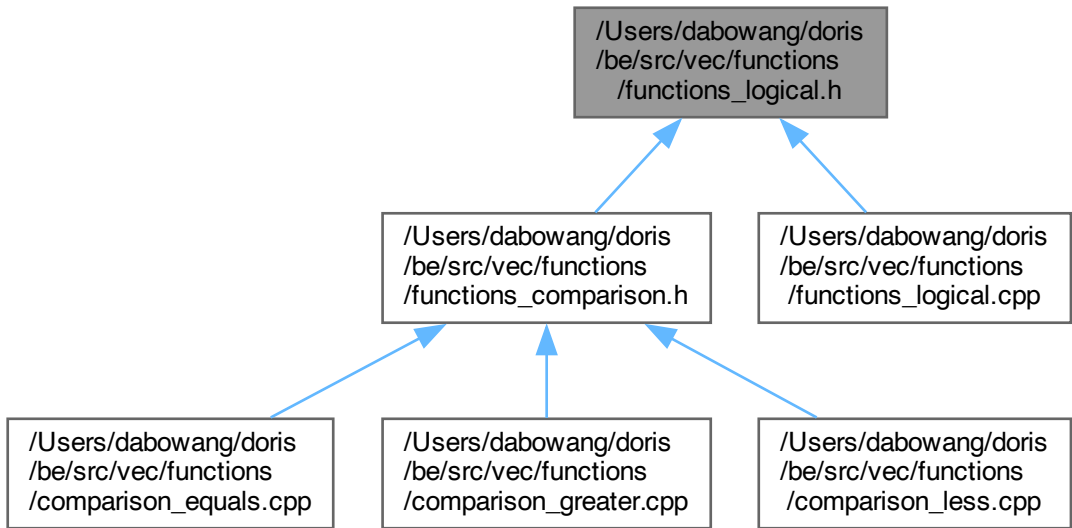 /Users/dabowang/doris
/be/src/vec/functions
/functions_logical.h
/Users/dabowang/doris
/be/src/vec/functions
/functions_comparison.h
/Users/dabowang/doris
/be/src/vec/functions
/functions_logical.cpp
/Users/dabowang/doris
/be/src/vec/functions
/comparison_equals.cpp
/Users/dabowang/doris
/be/src/vec/functions
/comparison_greater.cpp
/Users/dabowang/doris
/be/src/vec/functions
/comparison_less.cpp